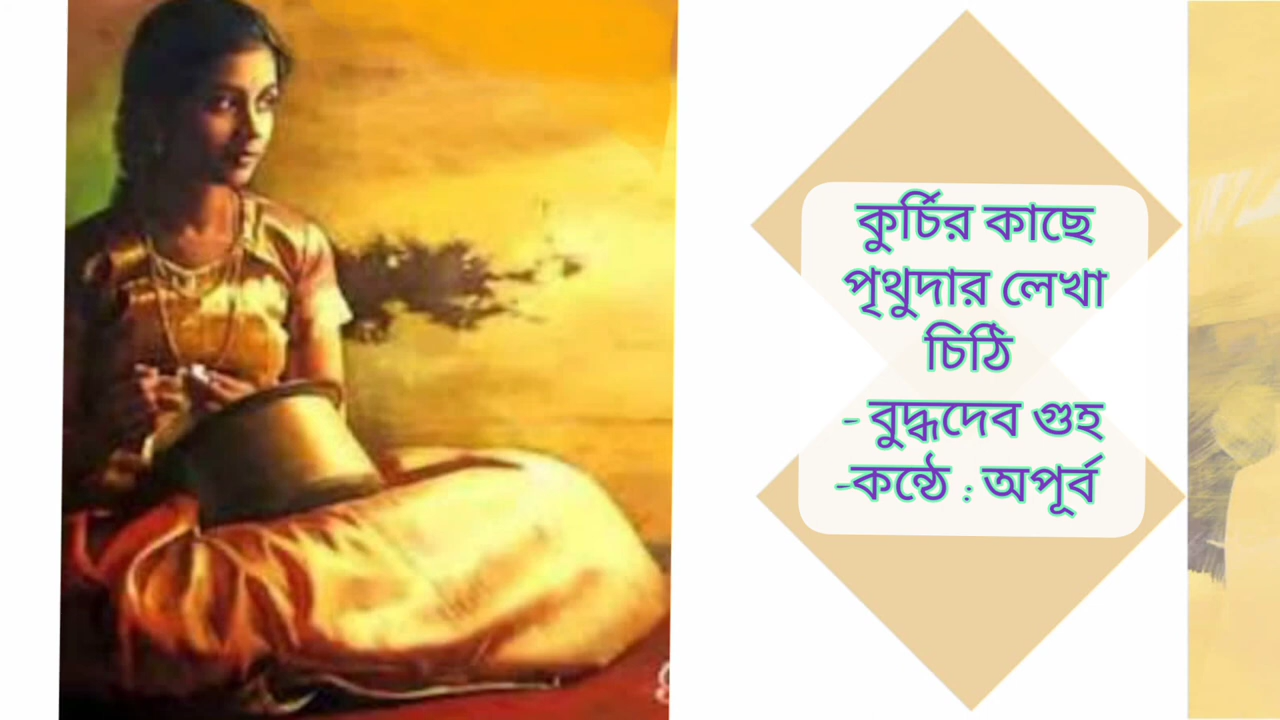 কুর্চির কাছে
পৃথুদার লেখা
চিঠি
- বুদ্ধদেব গুহ
-কন্ঠে : অপূর্ব